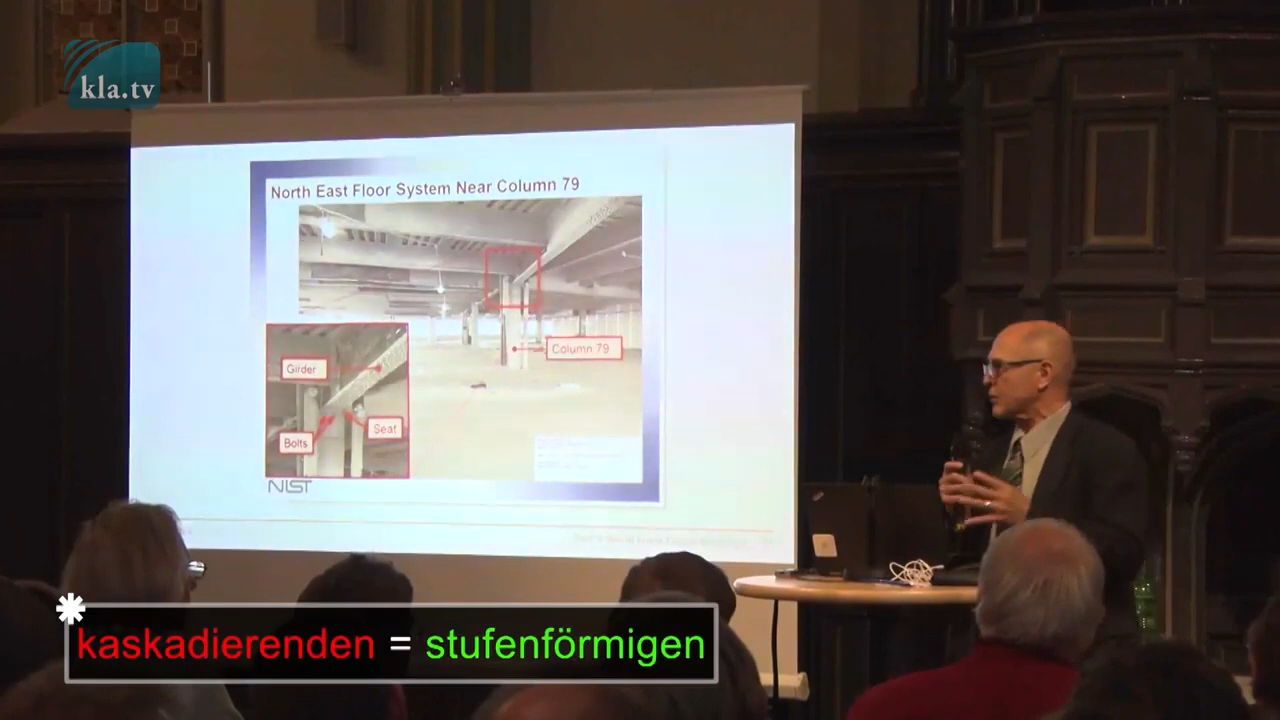 kla.tv
North East Floor System Near Column 79
Column 79
Girder
Bolts
Seat
NIST
* kaskadierenden = stufenförmigen